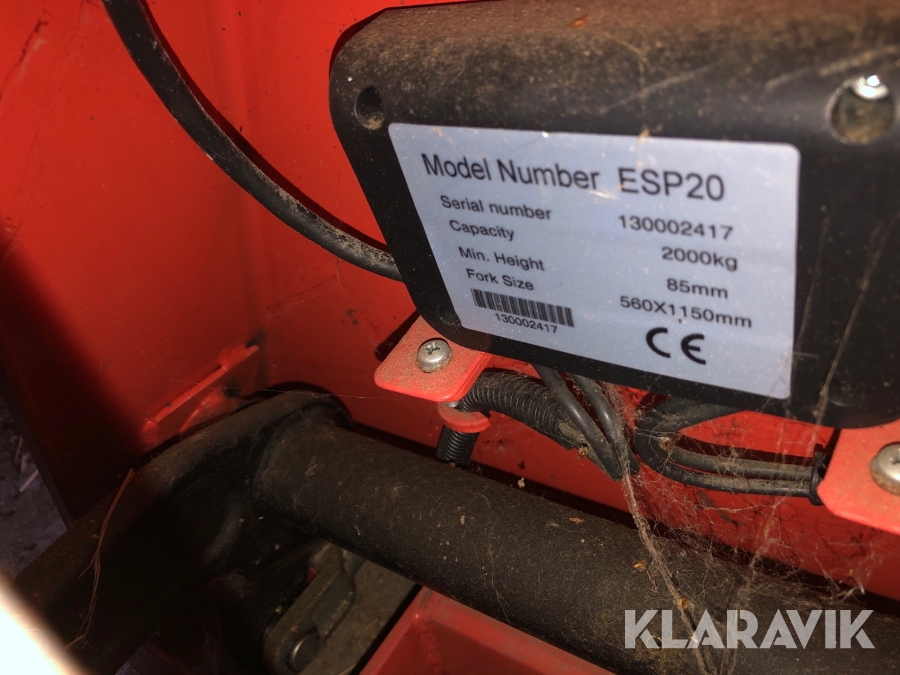 Model Number ESP20
Serial number 130002417
Capacity 2000kg
Min. Height 85mm
Fork Size 560X1150mm
130002417
CE
KLARAVIK